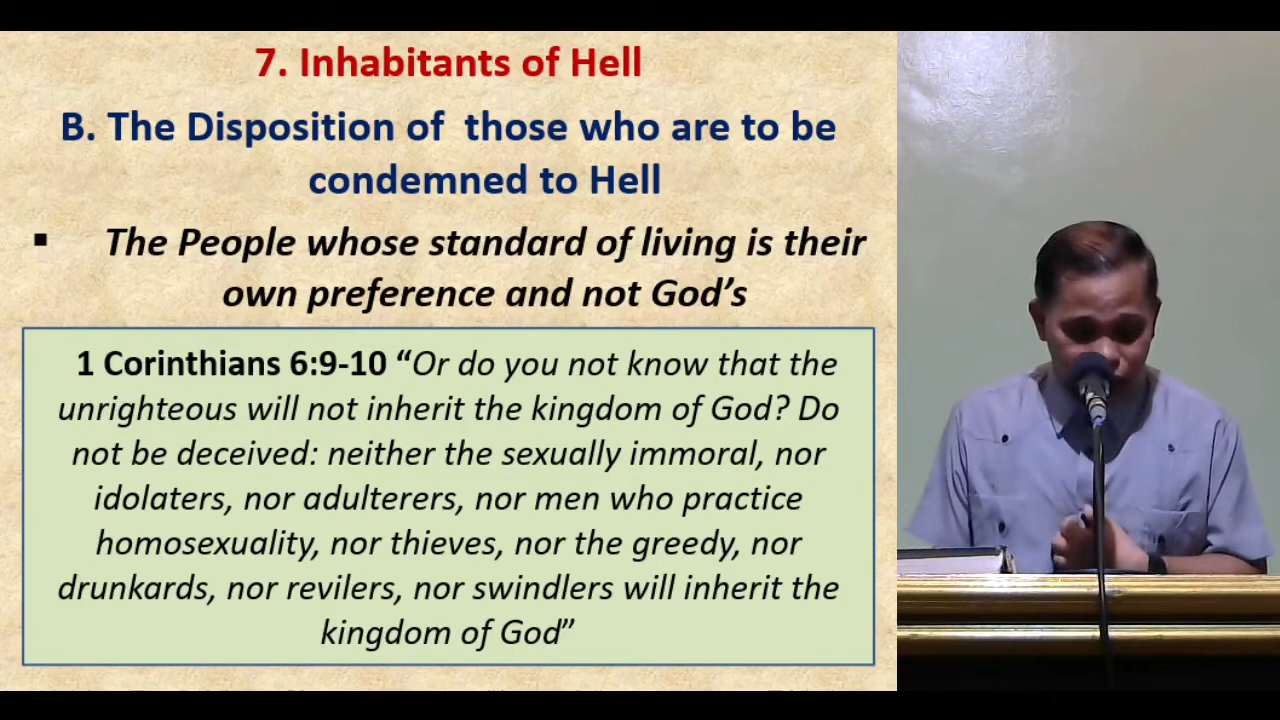 7. Inhabitants of Hell
B. The Disposition of  those who are to be
condemned to Hell
▪ The People whose standard of living is their
own preference and not God’s
1 Corinthians 6:9-10 “Or do you not know that the
unrighteous will not inherit the kingdom of God? Do
not be deceived: neither the sexually immoral, nor
idolaters, nor adulterers, nor men who practice
homosexuality, nor thieves, nor the greedy, nor
drunkards, nor revilers, nor swindlers will inherit the
kingdom of God”